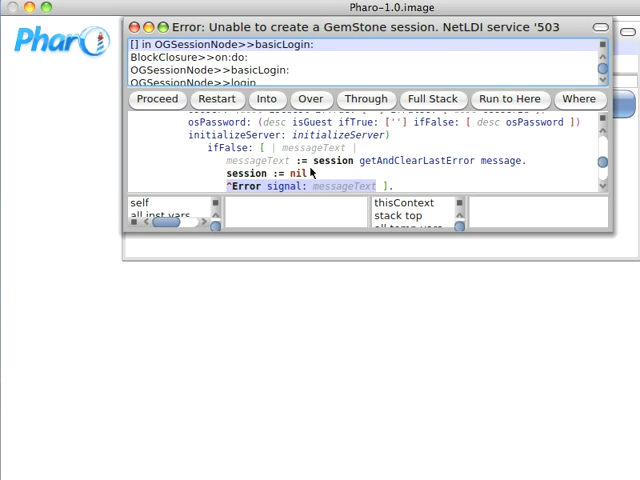 Pharo-1.0.image
Pharo
Error: Unable to create a GemStone session. NetLDI service '503
[] in OGSessionNode>>basicLogin:
BlockClosure>>on:do:
OGSessionNode>>basicLogin:
OGSessionNode>>login
Proceed Restart Into Over Through Full Stack Run to Here Where
osPassword: (desc isGuest ifTrue: [''] ifFalse: [ desc osPassword ])
initializeServer: initializeServer)
ifFalse: [ | messageText |
messageText := session getAndClearLastError message.
session := nil
^Error signal: messageText ].
self
all inst vars
thisContext
stack top
all temp vars